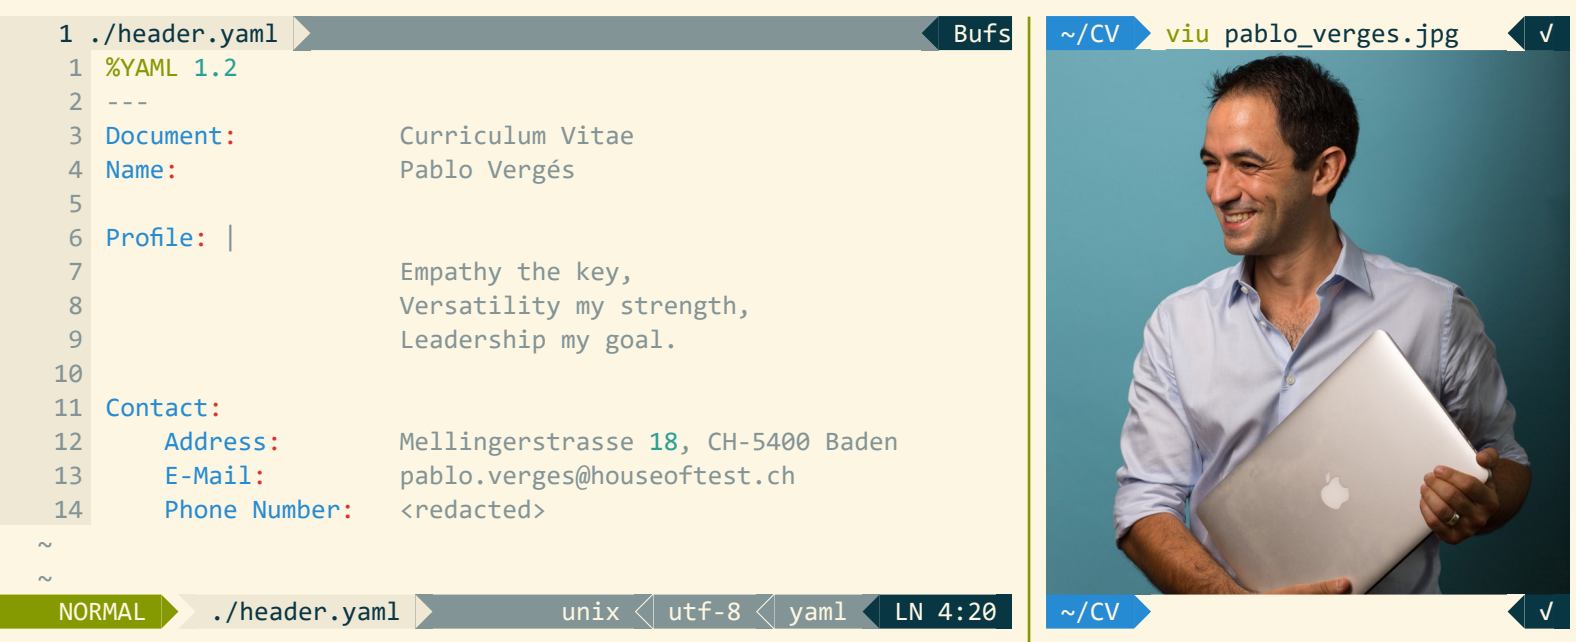 1 ./header.yaml Bufs
1 %YAML 1.2
2 ---
3 Document: Curriculum Vitae
4 Name: Pablo Vergés
5
6 Profile: |
7 Empathy the key,
8 Versatility my strength,
9 Leadership my goal.
10
11 Contact:
12 Address: Mellingerstrasse 18, CH-5400 Baden
13 E-Mail: pablo.verges@houseoftest.ch
14 Phone Number: <redacted>
~
~
NORMAL ./header.yaml unix utf-8 yaml LN 4:20
~/CV viu pablo_verges.jpg √
~/CV √